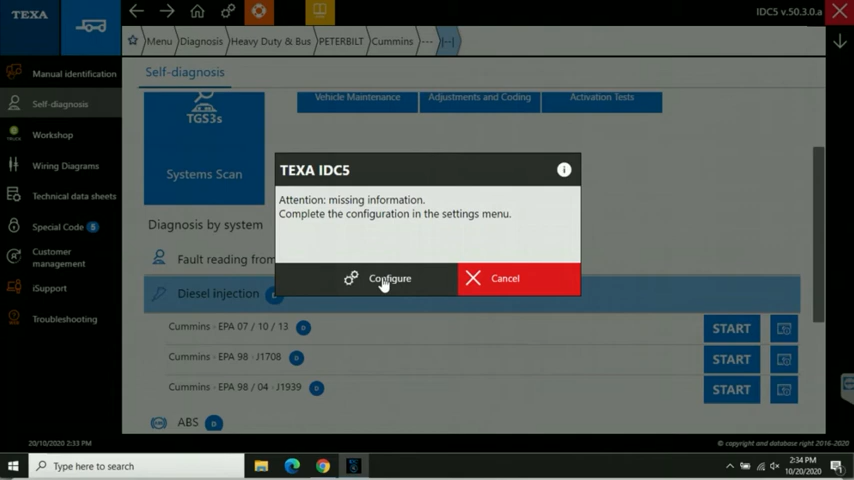 TEXA
IDC5 v.50.3.0.a
Menu Diagnosis Heavy Duty & Bus PETERBILT Cummins --- |--|
Manual identification
Self-diagnosis
Self-diagnosis
Workshop
Wiring Diagrams
Technical data sheets
Special Code 5
Customer
management
iSupport
Troubleshooting
TGS3s
Systems Scan
Vehicle Maintenance
Adjustments and Coding
Activation Tests
Diagnosis by system
Fault reading from
Diesel injection D
Cummins - EPA 07 / 10 / 13 D
START
Cummins - EPA 98 - J1708 D
START
Cummins - EPA 98 / 04 - J1939 D
START
ABS D
TEXA IDC5
Attention: missing information.
Complete the configuration in the settings menu.
Configure
Cancel
20/10/2020 2:33 PM
© copyright and database right 2016-2020
Type here to search
2:34 PM
10/20/2020